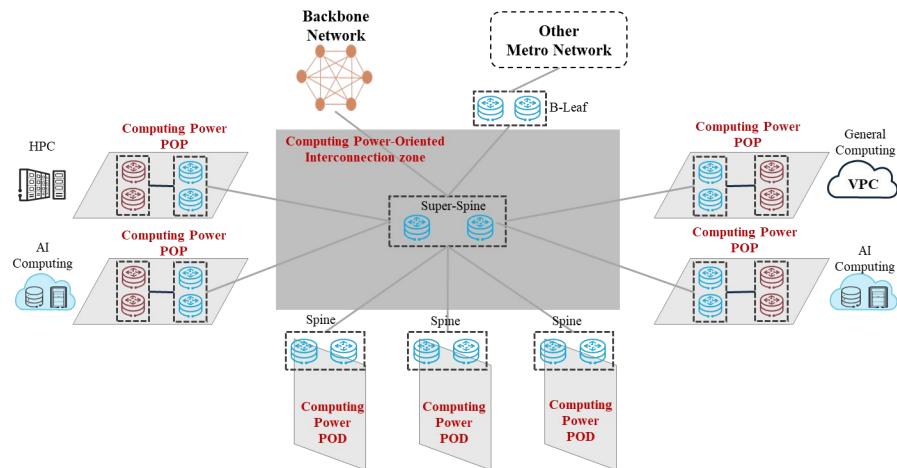 Backbone
Network
Other
Metro Network
B-Leaf
Computing Power
POP
HPC
Computing Power-Oriented
Interconnection zone
Computing Power
POP
General
Computing
VPC
Super-Spine
Computing Power
POP
AI
Computing
Computing Power
POP
AI
Computing
Spine
Spine
Spine
Computing
Power
POD
Computing
Power
POD
Computing
Power
POD